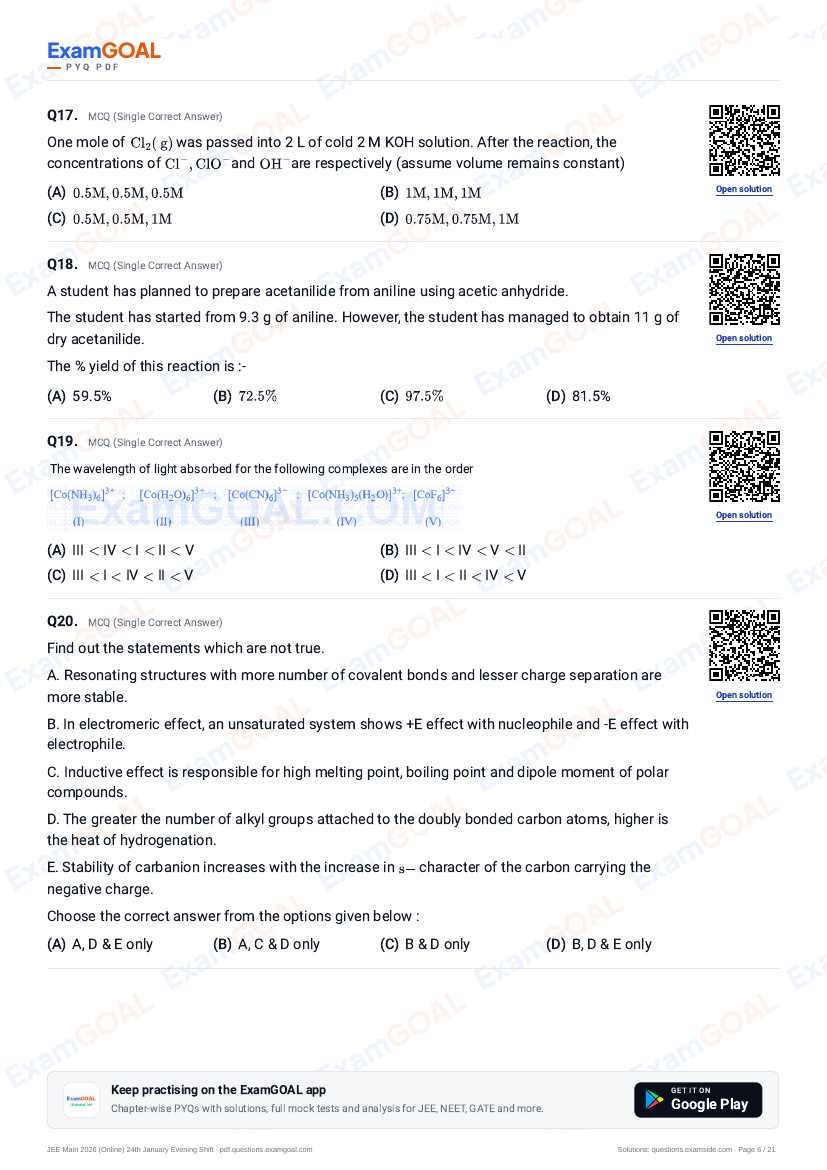 ExamGOAL
PYQ PDF
Q17. MCQ (Single Correct Answer)
One mole of Cl₂( g) was passed into 2 L of cold 2 M KOH solution. After the reaction, the
concentrations of Cl⁻, ClO⁻ and OH⁻ are respectively (assume volume remains constant)
(A) 0.5M, 0.5M, 0.5M (B) 1M, 1M, 1M
(C) 0.5M, 0.5M, 1M (D) 0.75M, 0.75M, 1M
Open solution
Q18. MCQ (Single Correct Answer)
A student has planned to prepare acetanilide from aniline using acetic anhydride.
The student has started from 9.3 g of aniline. However, the student has managed to obtain 11 g of
dry acetanilide.
The % yield of this reaction is :-
(A) 59.5% (B) 72.5% (C) 97.5% (D) 81.5%
Open solution
Q19. MCQ (Single Correct Answer)
The wavelength of light absorbed for the following complexes are in the order
[Co(NH₃)₆]³⁺ ; [Co(H₂O)₆]³⁺ ; [Co(CN)₆]³⁻ ; [Co(NH₃)₅(H₂O)]³⁺; [CoF₆]³⁻
(I) (II) (III) (IV) (V)
(A) III < IV < I < II < V (B) III < I < IV < V < II
(C) III < I < IV < II < V (D) III < I < II < IV < V
Open solution
Q20. MCQ (Single Correct Answer)
Find out the statements which are not true.
A. Resonating structures with more number of covalent bonds and lesser charge separation are
more stable.
B. In electromeric effect, an unsaturated system shows +E effect with nucleophile and -E effect with
electrophile.
C. Inductive effect is responsible for high melting point, boiling point and dipole moment of polar
compounds.
D. The greater the number of alkyl groups attached to the doubly bonded carbon atoms, higher is
the heat of hydrogenation.
E. Stability of carbanion increases with the increase in s− character of the carbon carrying the
negative charge.
Choose the correct answer from the options given below :
(A) A, D & E only (B) A, C & D only (C) B & D only (D) B, D & E only
Open solution
ExamGOAL
Keep practising on the ExamGOAL app
Chapter-wise PYQs with solutions, full mock tests and analysis for JEE, NEET, GATE and more.
GET IT ON
Google Play
JEE Main 2026 (Online) 24th January Evening Shift · pdf.questions.examgoal.com
Solutions: questions.examside.com · Page 6 / 21